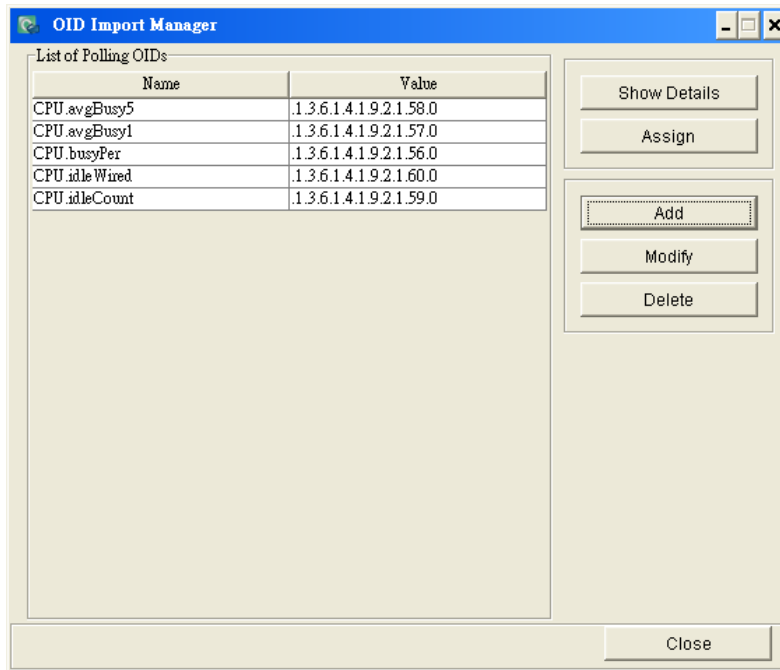 OID Import Manager
List of Polling OIDs
Name Value
CPU.avgBusy5 .1.3.6.1.4.1.9.2.1.58.0
CPU.avgBusy1 .1.3.6.1.4.1.9.2.1.57.0
CPU.busyPer .1.3.6.1.4.1.9.2.1.56.0
CPU.idleWired .1.3.6.1.4.1.9.2.1.60.0
CPU.idleCount .1.3.6.1.4.1.9.2.1.59.0
Show Details
Assign
Add
Modify
Delete
Close